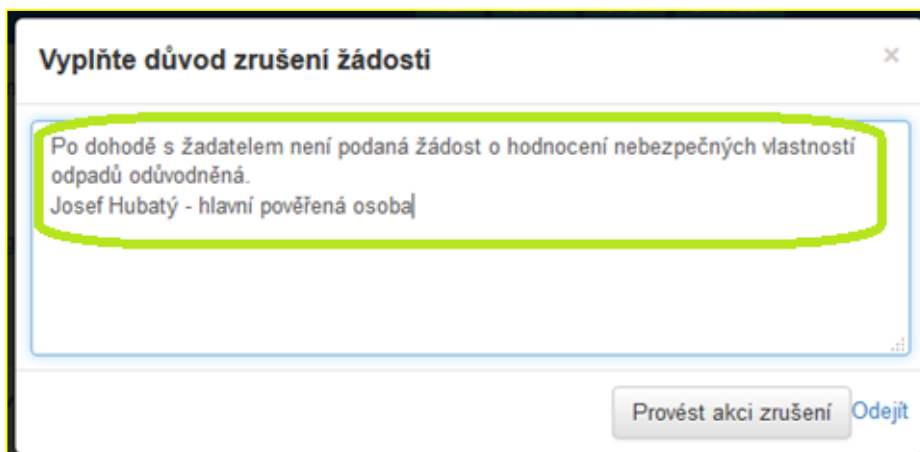 Vyplňte důvod zrušení žádosti
×
Po dohodě s žadatelem není podaná žádost o hodnocení nebezpečných vlastností
odpadů odůvodněná.
Josef Hubatý - hlavní pověřená osoba
Provést akci zrušení Odejít